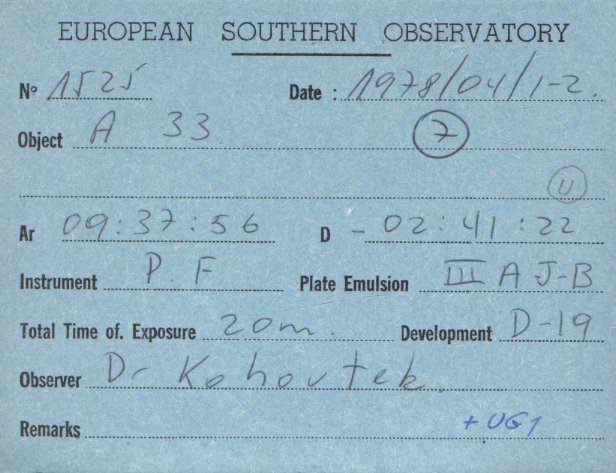 EUROPEAN SOUTHERN OBSERVATORY
Nº 1525 Date : 1978/04/1-2.
Object A 33 7
U
Ar 09:37:56 D - 02:41:22
Instrument P.F Plate Emulsion III A J-B
Total Time of. Exposure 20m. Development D-19
Observer Dr Kohoutek.
Remarks + UG1